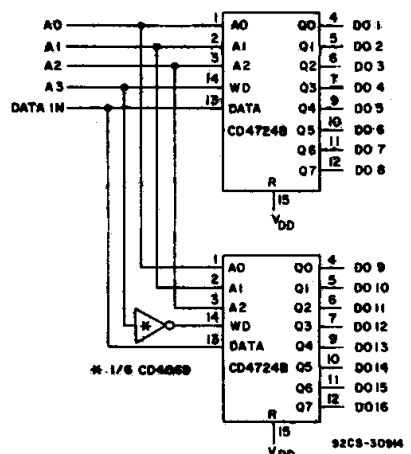 A0 1 A0 Q0 4 DO 1
A1 2 A1 Q1 5 DO 2
A2 3 A2 Q2 6 DO 3
A3 14 WD Q3 7 DO 4
DATA IN 13 DATA Q4 9 DO 5
CD4724B Q5 10 DO 6
Q6 11 DO 7
Q7 12 DO 8
R
15
VDD
1 A0 Q0 4 DO 9
2 A1 Q1 5 DO 10
3 A2 Q2 6 DO 11
* 14 WD Q3 7 DO 12
13 DATA Q4 9 DO 13
* 1/6 CD4069 CD4724B Q5 10 DO 14
Q6 11 DO 15
Q7 12 DO 16
R
15
VDD
92CS-30914